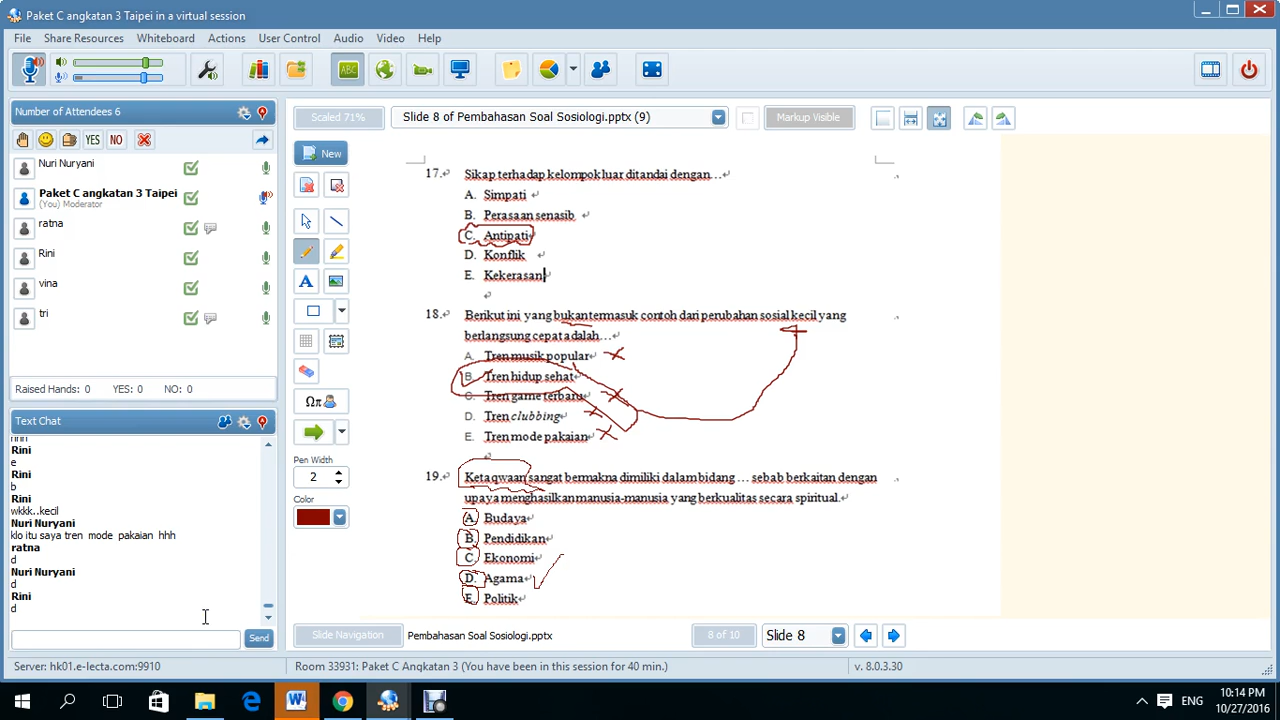 Paket C angkatan 3 Taipei in a virtual session
File Share Resources Whiteboard Actions User Control Audio Video Help
ABC
Number of Attendees 6
YES NO
Nuri Nuryani
Paket C angkatan 3 Taipei
(You) Moderator
ratna
Rini
vina
tri
Raised Hands: 0 YES: 0 NO: 0
Text Chat
hhh
Rini
e
Rini
b
Rini
wkkk..kecil
Nuri Nuryani
klo itu saya tren mode pakaian hhh
ratna
d
Nuri Nuryani
d
Rini
d
Send
Scaled 71% Slide 8 of Pembahasan Soal Sosiologi.pptx (9) Markup Visible
New
A
Ωπ
Pen Width
2
Color
17. Sikap terhadap kelompok luar ditandai dengan…
A. Simpati
B. Perasaan senasib
C. Antipati
D. Konflik
E. Kekerasan
18. Berikut ini yang bukan termasuk contoh dari perubahan sosial kecil yang
berlangsung cepat adalah…
A. Tren musik popular
B. Tren hidup sehat
C. Tren game terbaru
D. Tren clubbing
E. Tren mode pakaian
19. Ketaqwaan sangat bermakna dimiliki dalam bidang … sebab berkaitan dengan
upaya menghasilkan manusia-manusia yang berkualitas secara spiritual.
A. Budaya
B. Pendidikan
C. Ekonomi
D. Agama
E. Politik
Slide Navigation Pembahasan Soal Sosiologi.pptx 8 of 10 Slide 8
Server: hk01.e-lecta.com:9910 Room 33931: Paket C Angkatan 3 (You have been in this session for 40 min.) v. 8.0.3.30
ENG
10:14 PM
10/27/2016